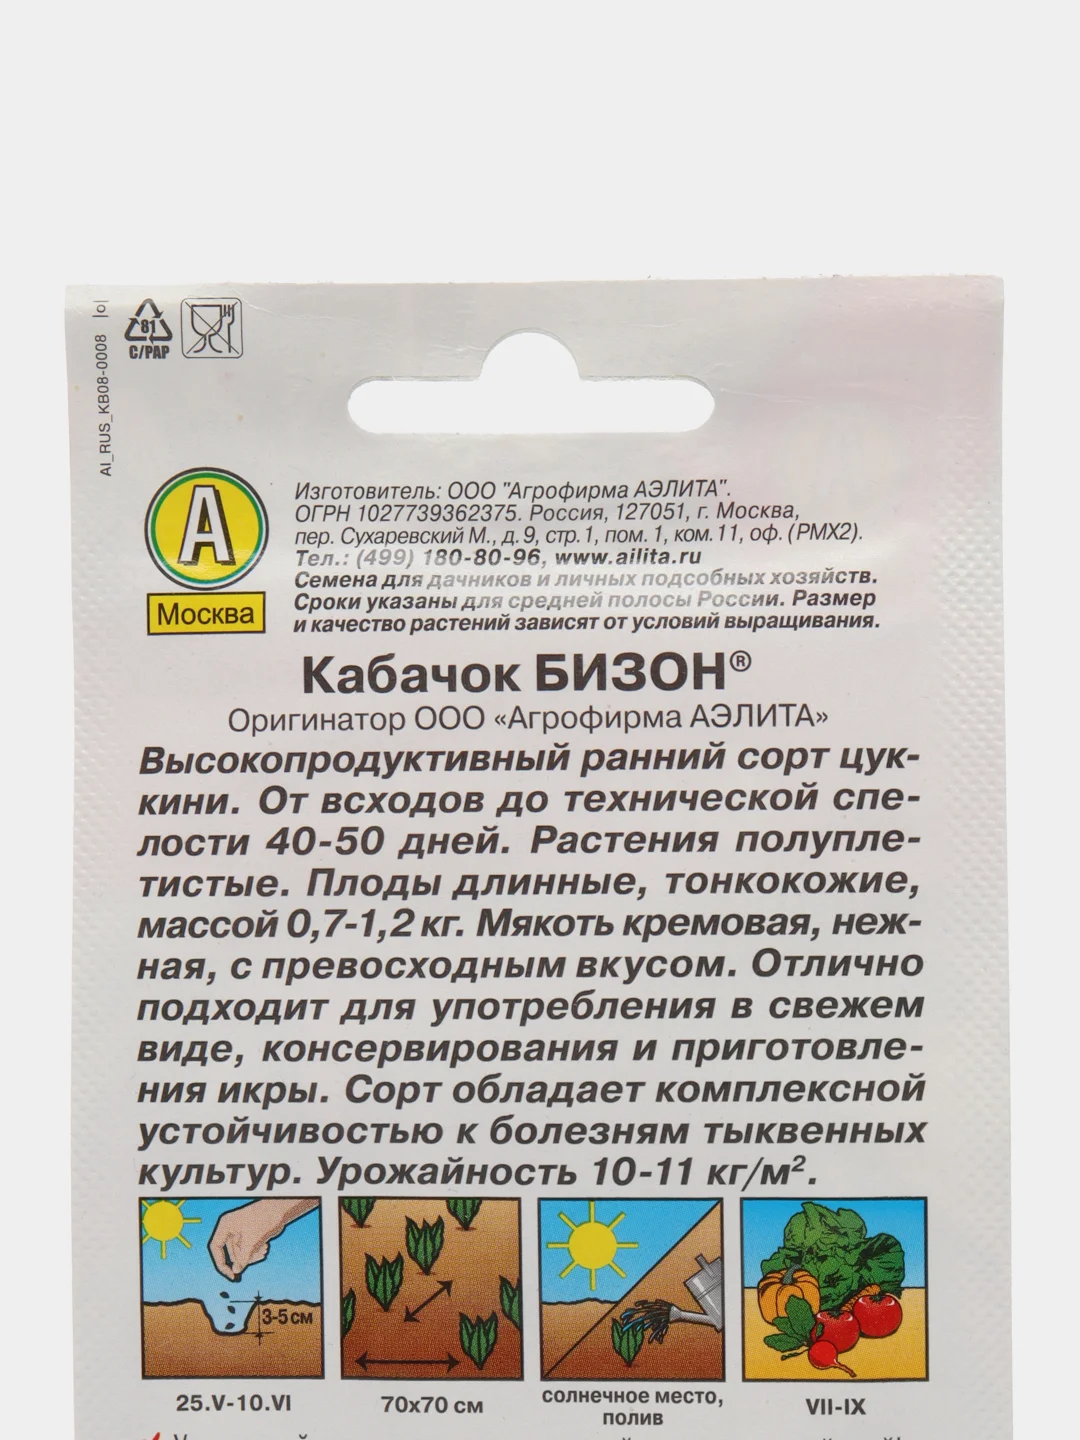 AI_RUS_KB08-0008 |o|
81
C/PAP
А
Москва
Изготовитель: ООО "Агрофирма АЭЛИТА".
ОГРН 1027739362375. Россия, 127051, г. Москва,
пер. Сухаревский М., д. 9, стр. 1, пом. 1, ком. 11, оф. (РМХ2).
Тел.: (499) 180-80-96, www.ailita.ru
Семена для дачников и личных подсобных хозяйств.
Сроки указаны для средней полосы России. Размер
и качество растений зависят от условий выращивания.
Кабачок БИЗОН®
Оригинатор ООО «Агрофирма АЭЛИТА»
Высокопродуктивный ранний сорт цук-
кини. От всходов до технической спе-
лости 40-50 дней. Растения полупле-
тистые. Плоды длинные, тонкокожие,
массой 0,7-1,2 кг. Мякоть кремовая, неж-
ная, с превосходным вкусом. Отлично
подходит для употребления в свежем
виде, консервирования и приготовле-
ния икры. Сорт обладает комплексной
устойчивостью к болезням тыквенных
культур. Урожайность 10-11 кг/м².
3-5 см
25.V-10.VI
70х70 см
солнечное место,
полив
VII-IX